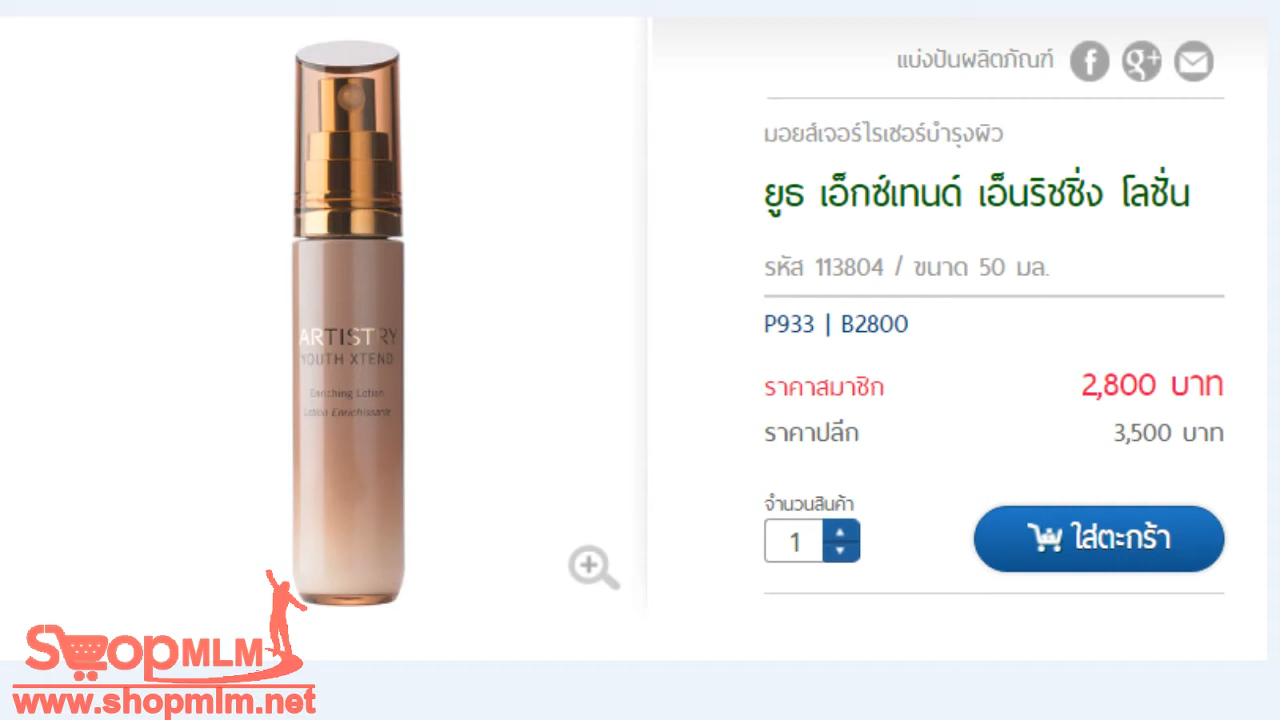 ARTISTRY
YOUTH XTEND
Enriching Lotion
Lotion Enrichissante
แบ่งปันผลิตภัณฑ์
มอยส์เจอร์ไรเซอร์บำรุงผิว
ยูธ เอ็กซ์เทนด์ เอ็นริชชิ่ง โลชั่น
รหัส 113804 / ขนาด 50 มล.
P933 | B2800
ราคาสมาชิก 2,800 บาท
ราคาปลีก 3,500 บาท
จำนวนสินค้า
1
ใส่ตะกร้า
ShopMLM
www.shopmlm.net